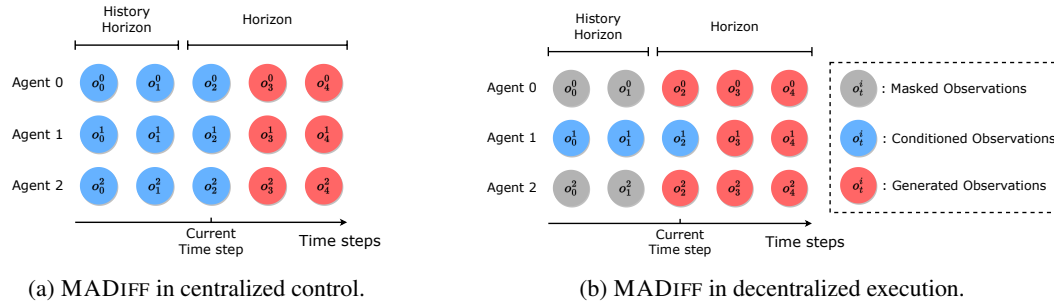 History
Horizon
Horizon
Agent 0
o_0^0 o_1^0 o_2^0 o_3^0 o_4^0
Agent 1
o_0^1 o_1^1 o_2^1 o_3^1 o_4^1
Agent 2
o_0^2 o_1^2 o_2^2 o_3^2 o_4^2
Current
Time step
Time steps
(a) MADIFF in centralized control.
History
Horizon
Horizon
Agent 0
o_0^0 o_1^0 o_2^0 o_3^0 o_4^0
Agent 1
o_0^1 o_1^1 o_2^1 o_3^1 o_4^1
Agent 2
o_0^2 o_1^2 o_2^2 o_3^2 o_4^2
Current
Time step
Time steps
(b) MADIFF in decentralized execution.
o_t^i : Masked Observations
o_t^i : Conditioned Observations
o_t^i : Generated Observations